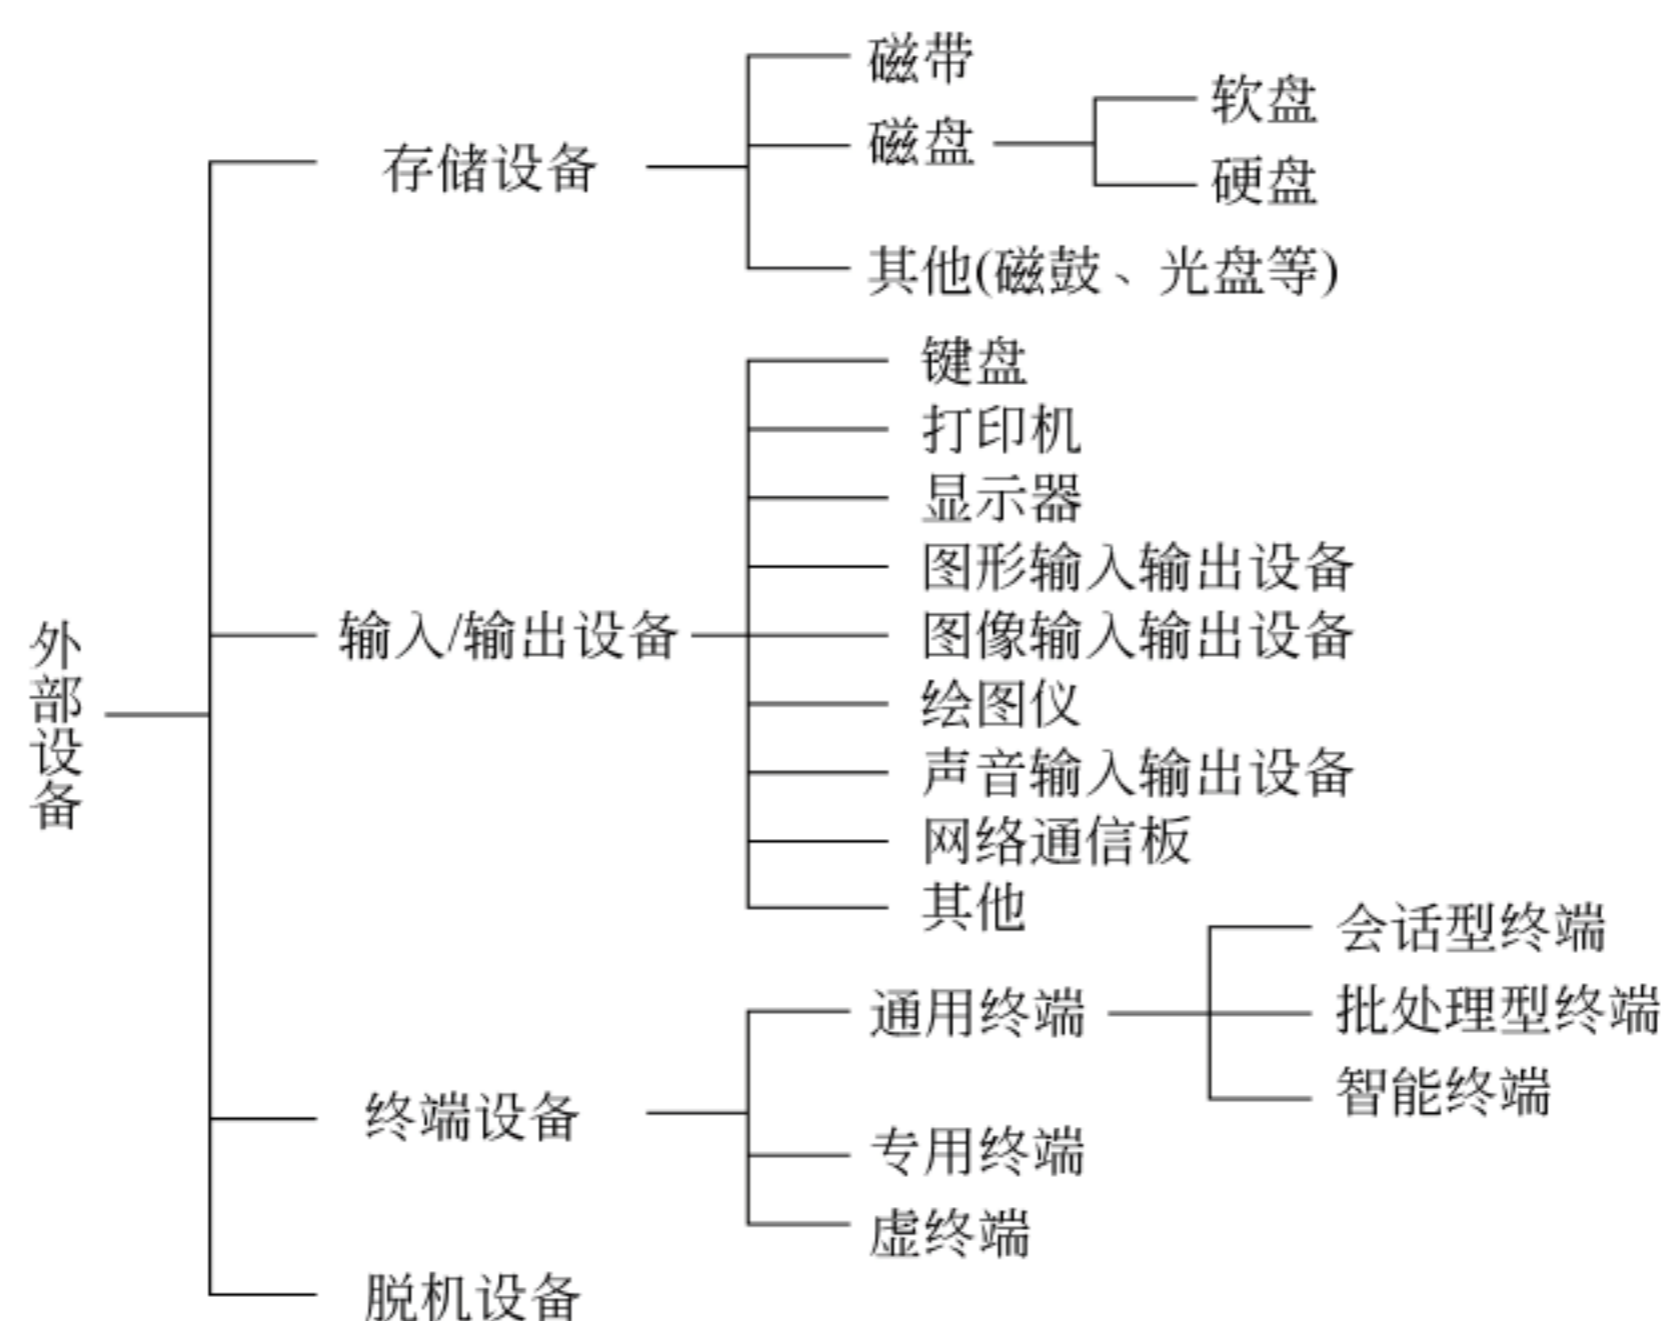 外部设备
存储设备
磁带
磁盘
软盘
硬盘
其他(磁鼓、光盘等)
输入/输出设备
键盘
打印机
显示器
图形输入输出设备
图像输入输出设备
绘图仪
声音输入输出设备
网络通信板
其他
终端设备
通用终端
会话型终端
批处理型终端
智能终端
专用终端
虚终端
脱机设备